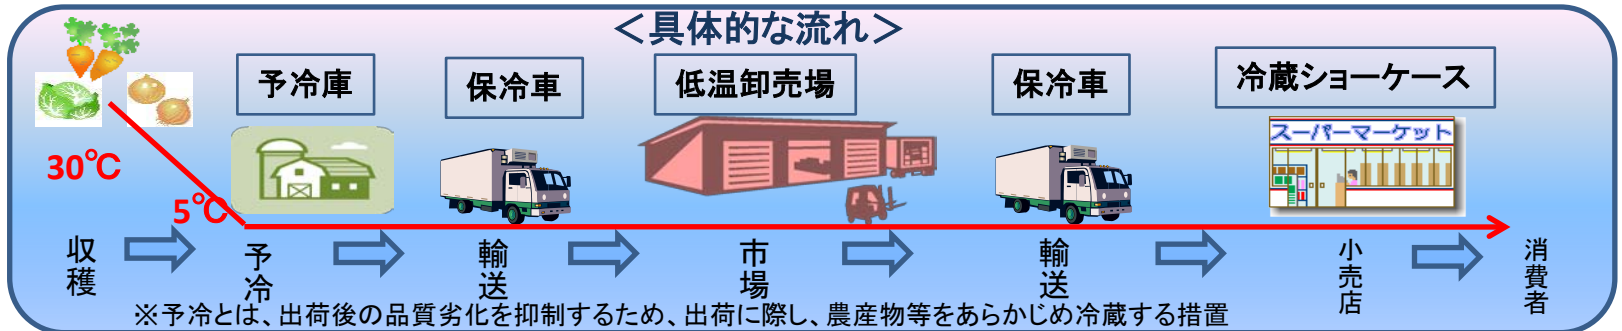 ＜具体的な流れ＞
予冷庫
保冷車
低温卸売場
保冷車
冷蔵ショーケース
スーパーマーケット
30℃
5℃
収穫
予冷
輸送
市場
輸送
小売店
消費者
※予冷とは、出荷後の品質劣化を抑制するため、出荷に際し、農産物等をあらかじめ冷蔵する措置